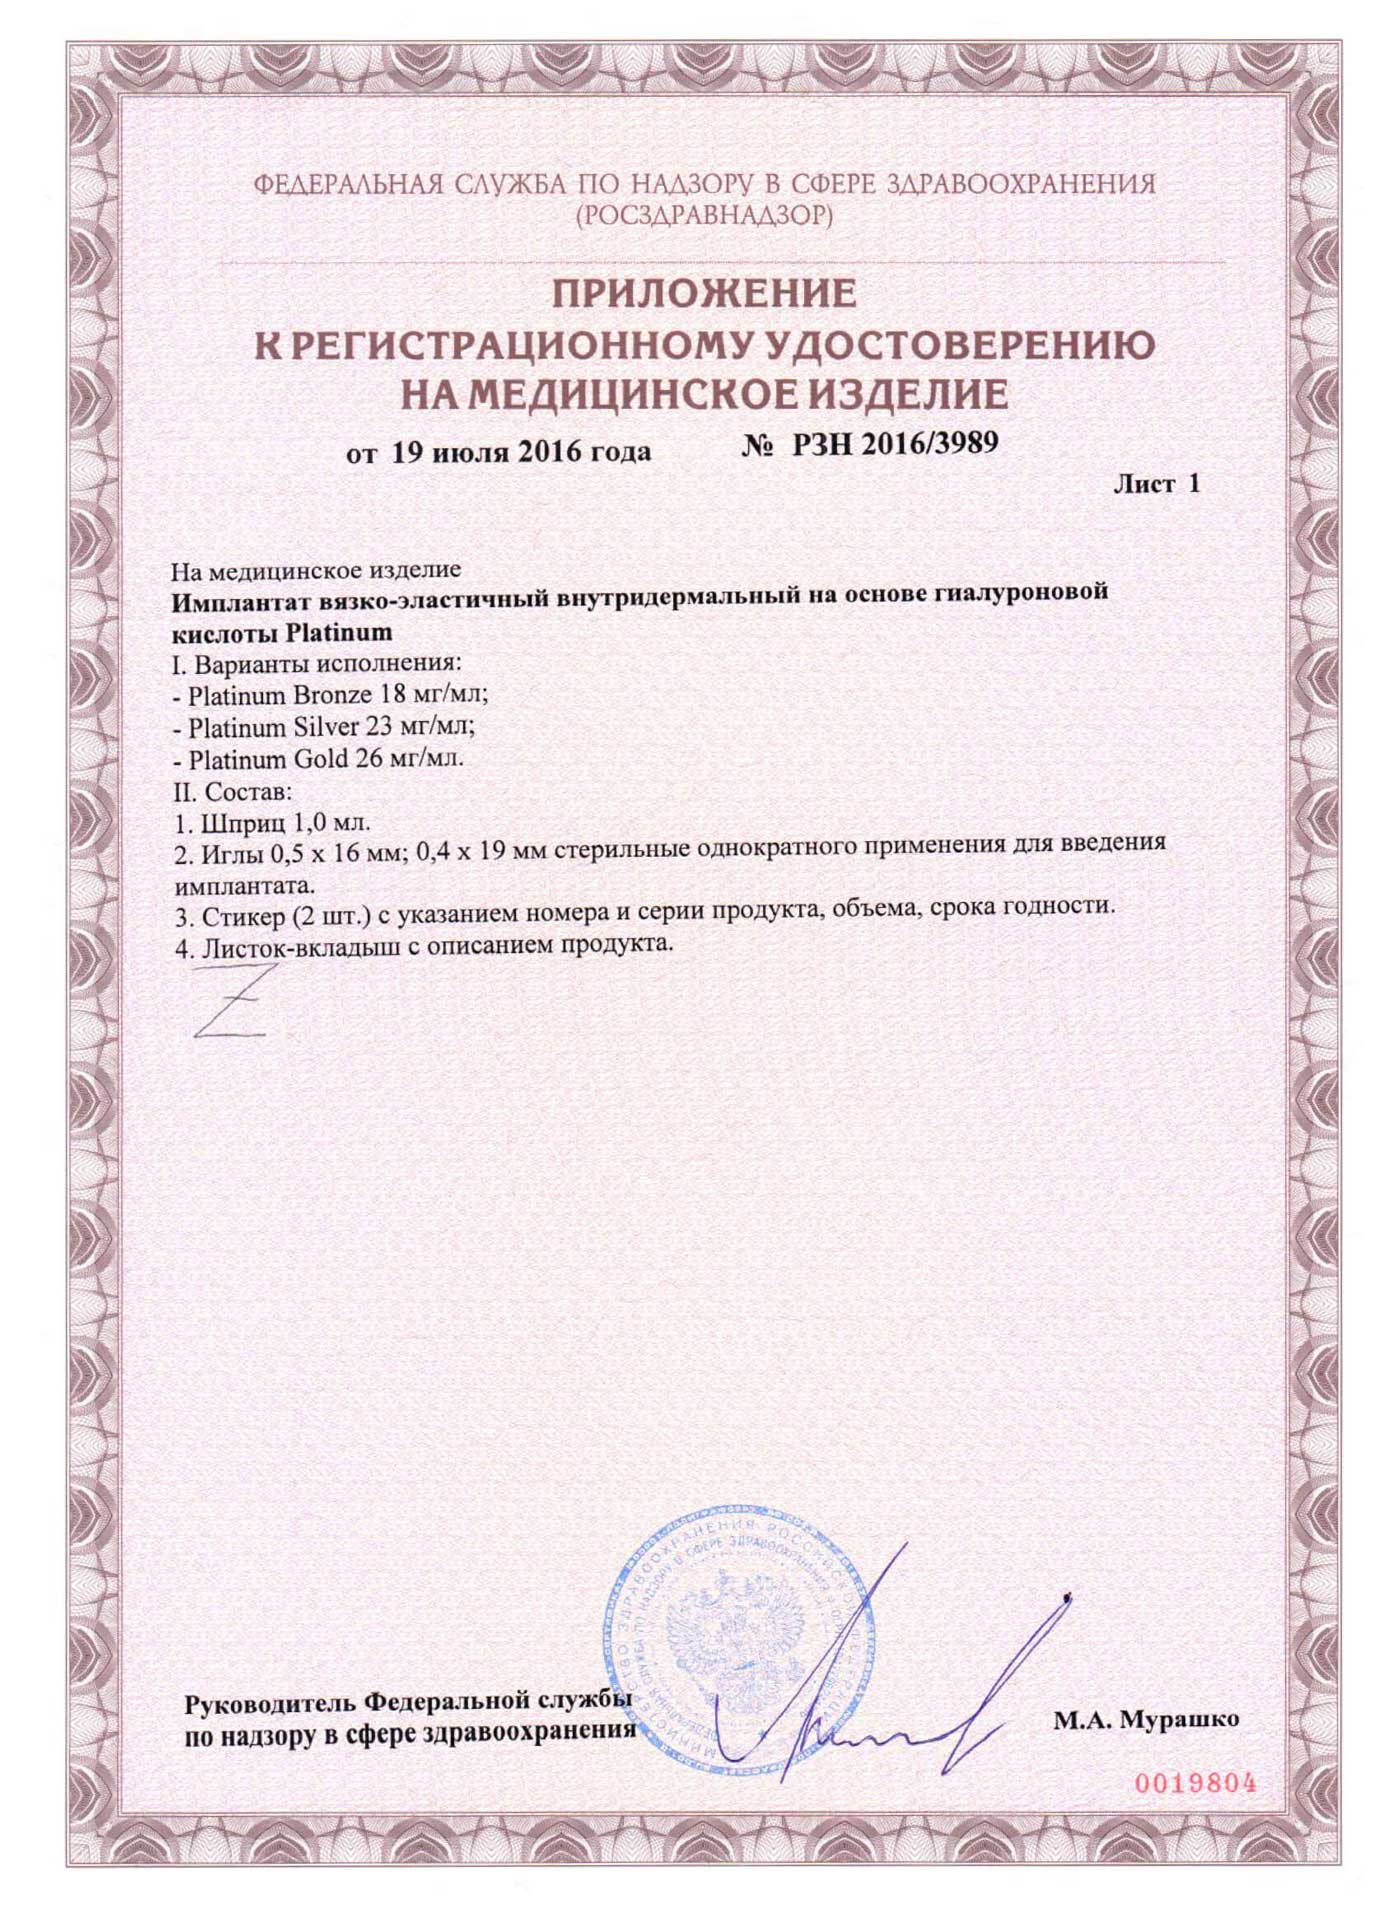 ФЕДЕРАЛЬНАЯ СЛУЖБА ПО НАДЗОРУ В СФЕРЕ ЗДРАВООХРАНЕНИЯ
(РОСЗДРАВНАДЗОР)
ПРИЛОЖЕНИЕ
К РЕГИСТРАЦИОННОМУ УДОСТОВЕРЕНИЮ
НА МЕДИЦИНСКОЕ ИЗДЕЛИЕ
от 19 июля 2016 года № РЗН 2016/3989
Лист 1
На медицинское изделие
Имплантат вязко-эластичный внутридермальный на основе гиалуроновой
кислоты Platinum
I. Варианты исполнения:
- Platinum Bronze 18 мг/мл;
- Platinum Silver 23 мг/мл;
- Platinum Gold 26 мг/мл.
II. Состав:
1. Шприц 1,0 мл.
2. Иглы 0,5 х 16 мм; 0,4 х 19 мм стерильные однократного применения для введения
имплантата.
3. Стикер (2 шт.) с указанием номера и серии продукта, объема, срока годности.
4. Листок-вкладыш с описанием продукта.
Руководитель Федеральной службы
по надзору в сфере здравоохранения
М.А. Мурашко
0019804